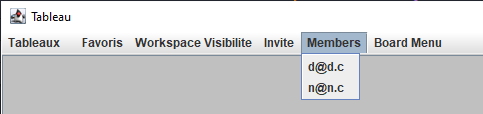 Tableau
Tableaux Favoris Workspace Visibilite Invite Members Board Menu
d@d.c
n@n.c